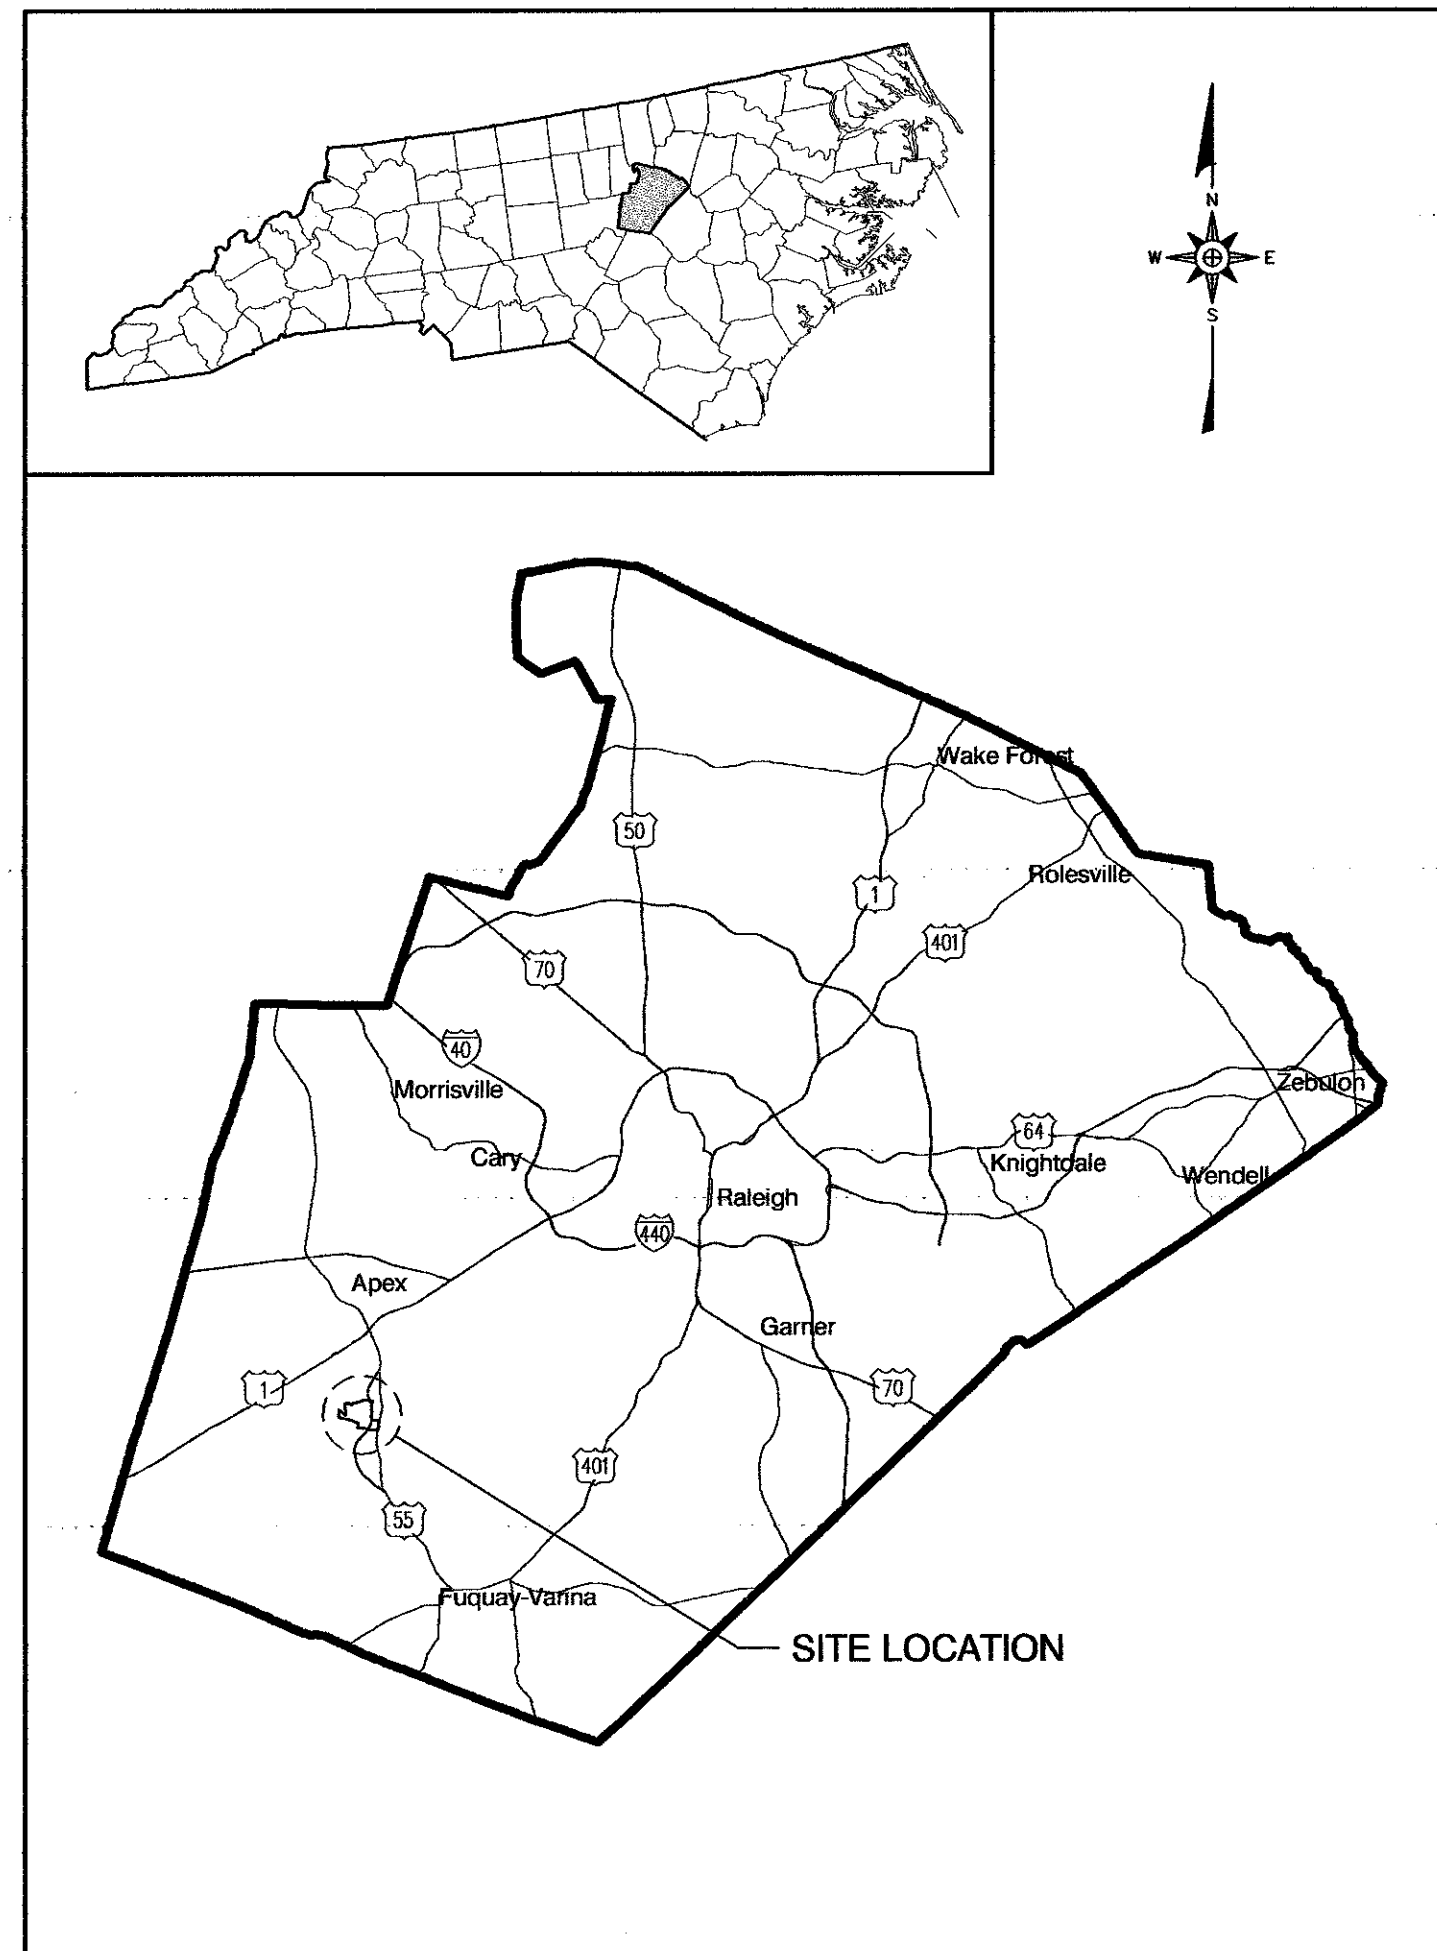 N
W E
S
Wake Forest
50
Rolesville
1
401
70
40
Zebulon
Morrisville
64
Cary
Knightdale
Wendell
Raleigh
440
Apex
Garner
1
70
401
55
Fuquay-Varina
SITE LOCATION